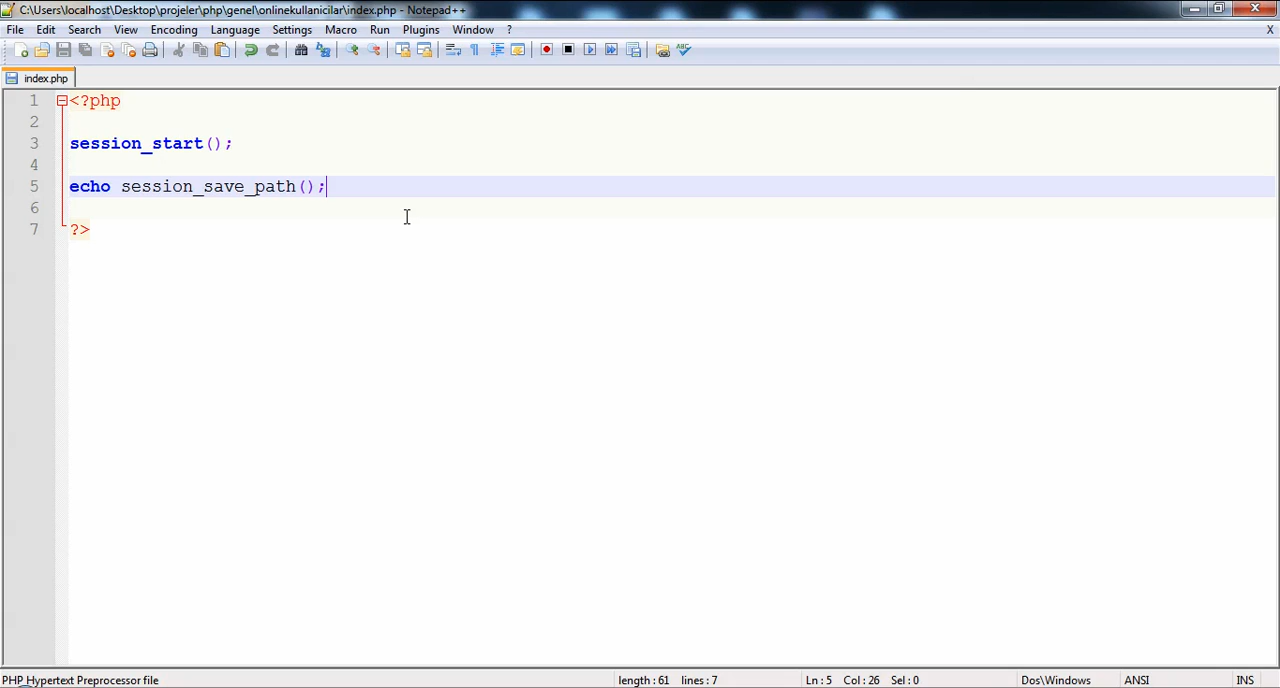 C:\Users\localhost\Desktop\projeler\php\genel\onlinekullanicilar\index.php - Notepad++
File Edit Search View Encoding Language Settings Macro Run Plugins Window ? X
index.php
1 <?php
2
3 session_start();
4
5 echo session_save_path();
6
7 ?>
PHP Hypertext Preprocessor file length : 61 lines : 7 Ln : 5 Col : 26 Sel : 0 Dos\Windows ANSI INS